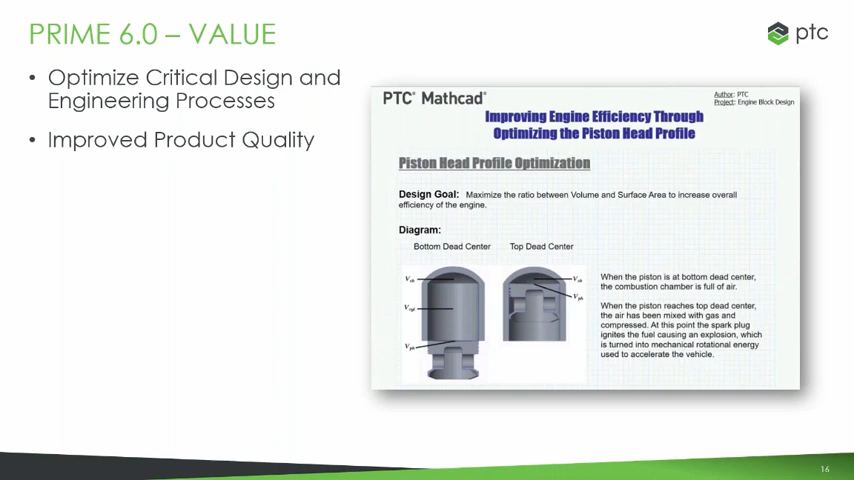 PRIME 6.0 – VALUE
ptc
• Optimize Critical Design and
Engineering Processes
• Improved Product Quality
PTC® Mathcad®
Author: PTC
Project: Engine Block Design
Improving Engine Efficiency Through
Optimizing the Piston Head Profile
Piston Head Profile Optimization
Design Goal: Maximize the ratio between Volume and Surface Area to increase overall
efficiency of the engine.
Diagram:
Bottom Dead Center Top Dead Center
When the piston is at bottom dead center,
the combustion chamber is full of air.
When the piston reaches top dead center,
the air has been mixed with gas and
compressed. At this point the spark plug
ignites the fuel causing an explosion, which
is turned into mechanical rotational energy
used to accelerate the vehicle.
16